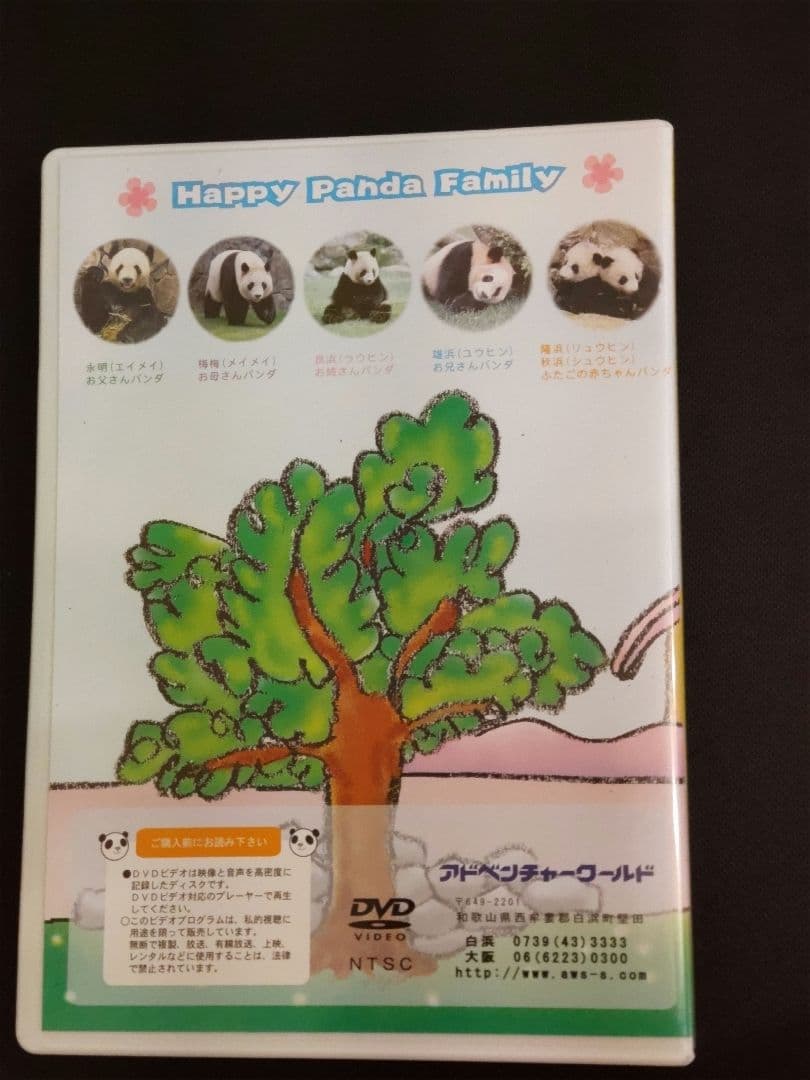 Happy Panda Family
永明(エイメイ)
お父さんパンダ
梅梅(メイメイ)
お母さんパンダ
良浜(ラウヒン)
お姉さんパンダ
雄浜(ユウヒン)
お兄さんパンダ
隆浜(リュウヒン)
秋浜(シュウヒン)
ふたごの赤ちゃんパンダ
ご購入前にお読み下さい
●DVDビデオは映像と音声を高密度に
記録したディスクです。
DVDビデオ対応のプレーヤーで再生
してください。
○このビデオプログラムは、私的視聴に
用途を限って販売しています。
無断で複製、放送、有線放送、上映、
レンタルなどに使用することは、法律
で禁止されています。
DVD
VIDEO
NTSC
アドベンチャーワールド
〒649-2201
和歌山県西牟婁郡白浜町堅田
白浜 0739(43)3333
大阪 06(6223)0300
http://www.aws-s.com